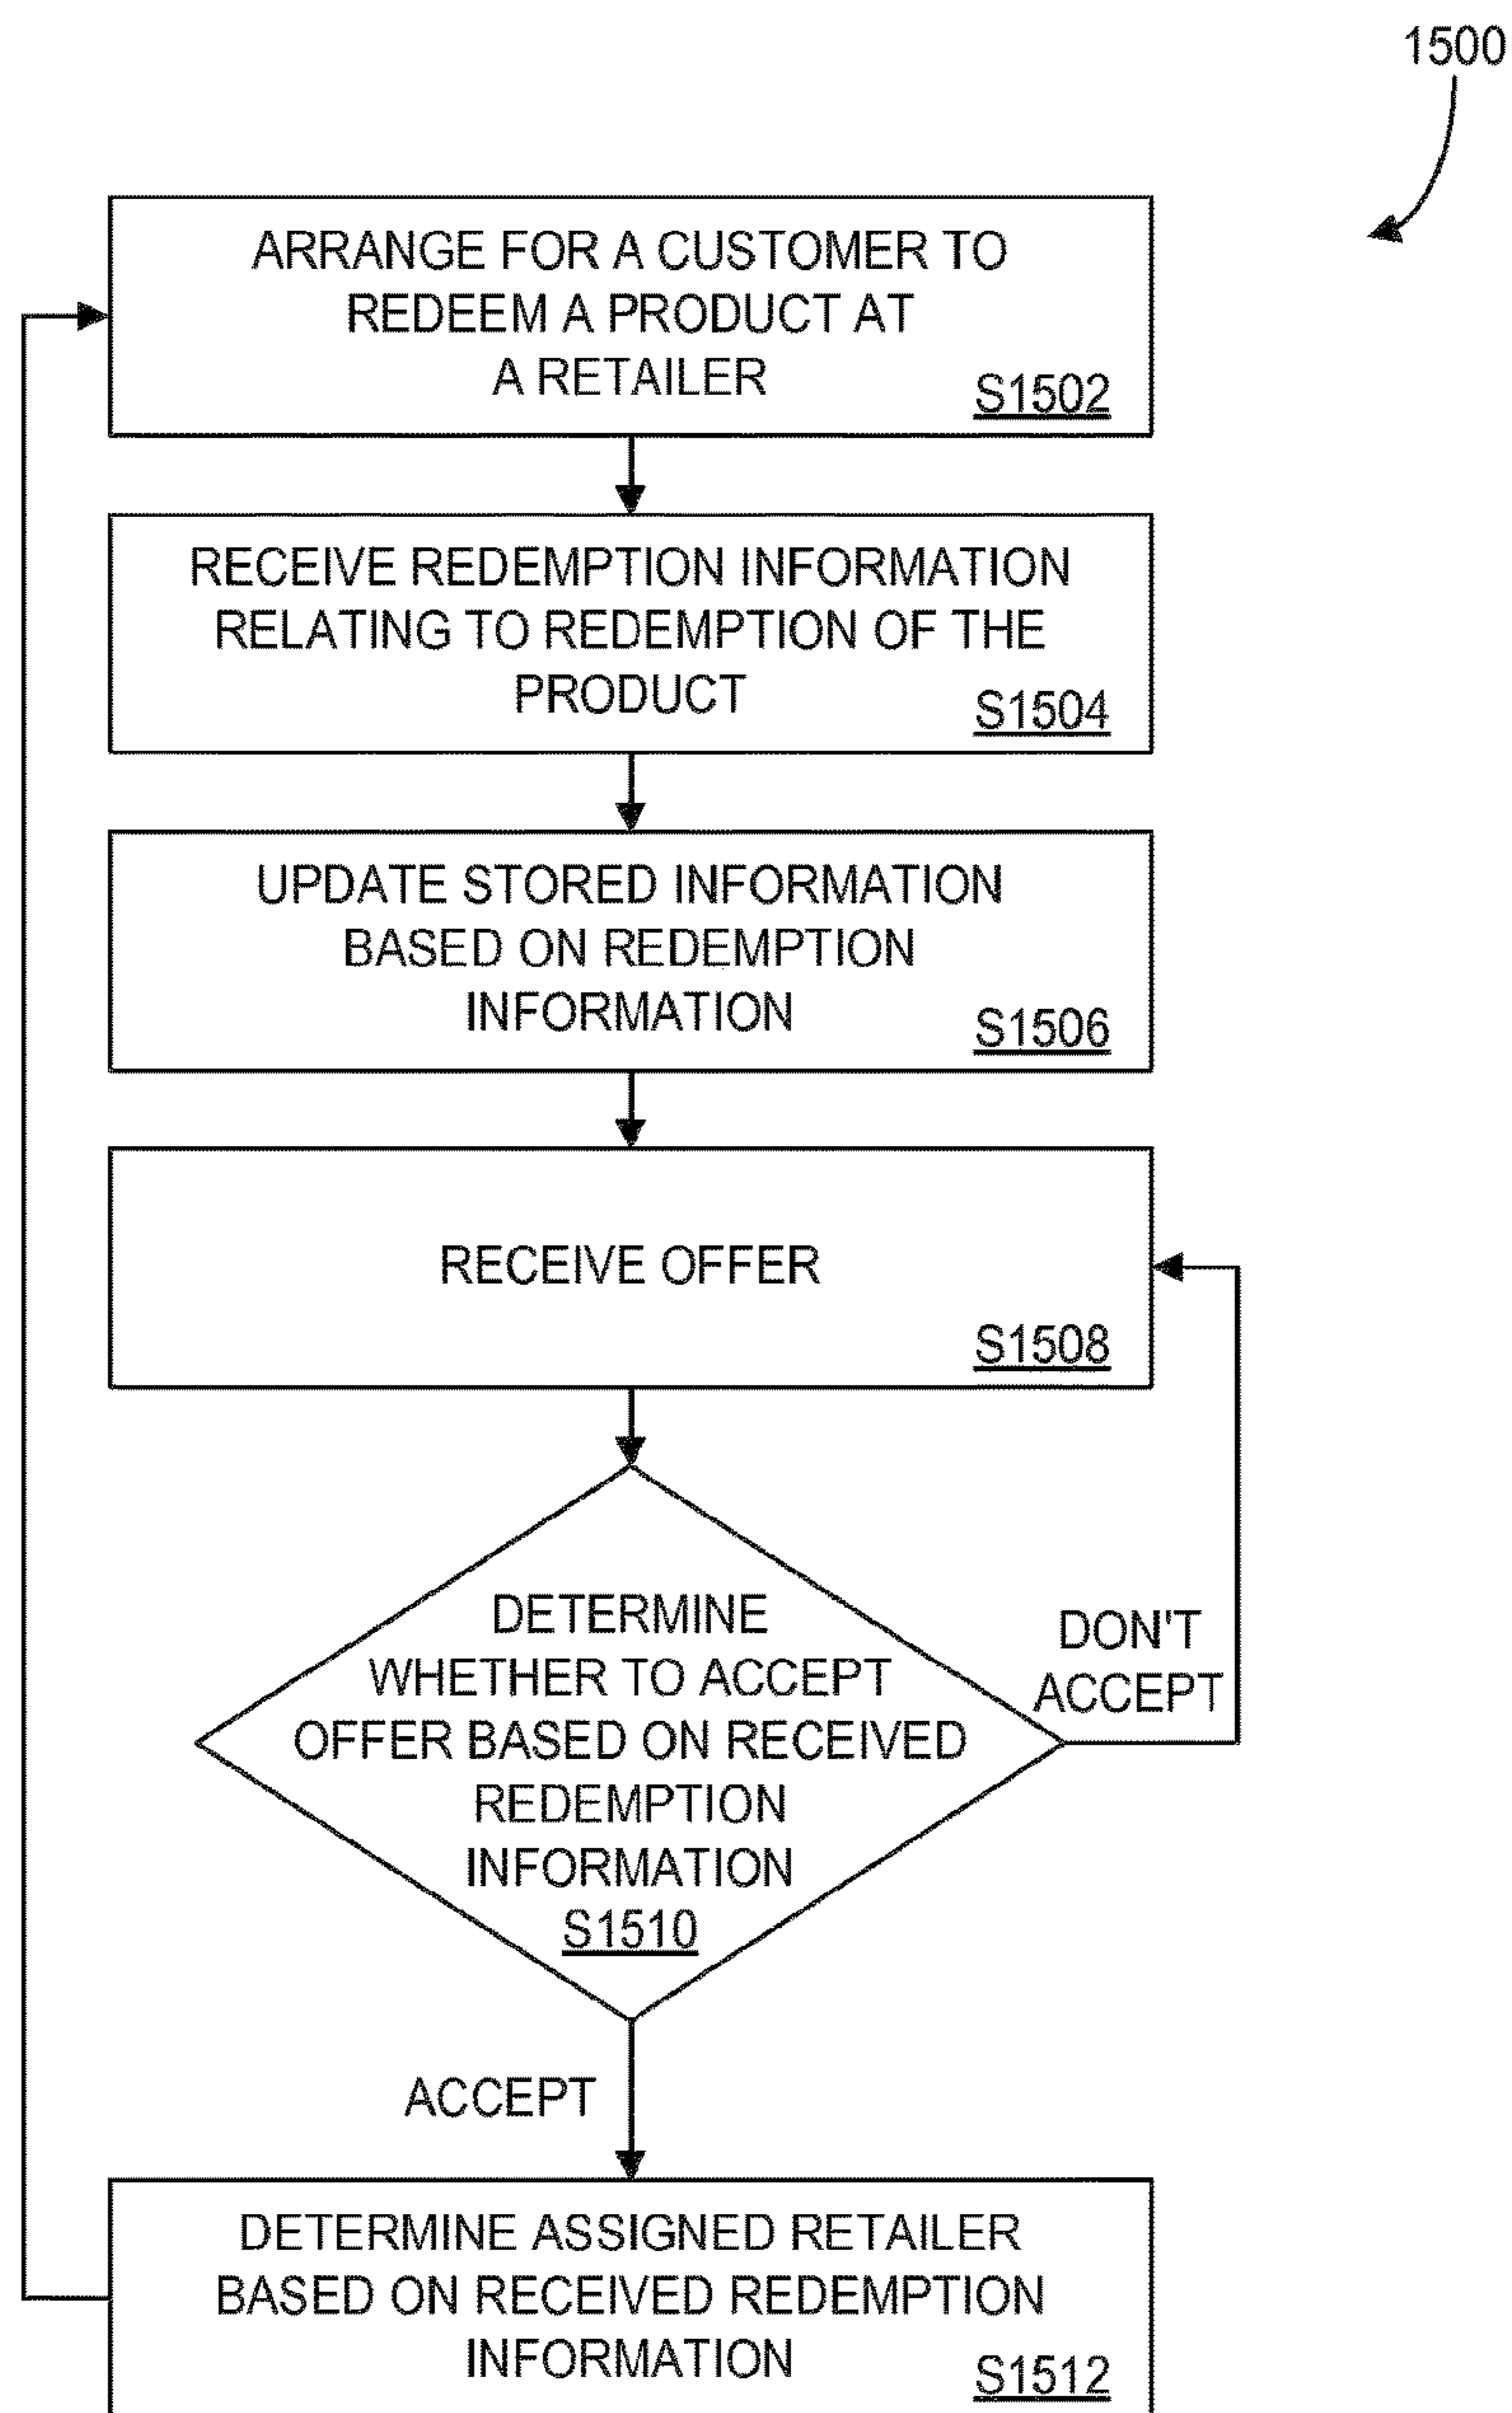 1500
ARRANGE FOR A CUSTOMER TO
REDEEM A PRODUCT AT
A RETAILER
S1502
RECEIVE REDEMPTION INFORMATION
RELATING TO REDEMPTION OF THE
PRODUCT
S1504
UPDATE STORED INFORMATION
BASED ON REDEMPTION
INFORMATION
S1506
RECEIVE OFFER
S1508
DETERMINE
WHETHER TO ACCEPT
OFFER BASED ON RECEIVED
REDEMPTION
INFORMATION
S1510
DON'T
ACCEPT
ACCEPT
DETERMINE ASSIGNED RETAILER
BASED ON RECEIVED REDEMPTION
INFORMATION
S1512